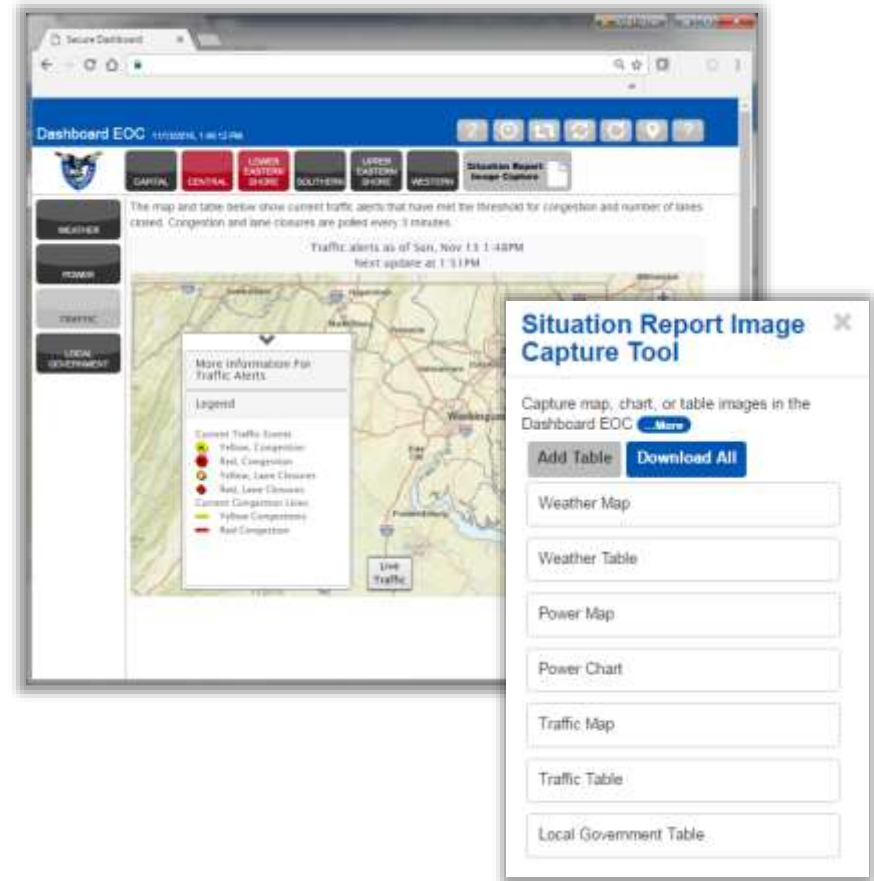 Secure Dashboard
Dashboard EOC
CAPITAL
CENTRAL
LOWER
EASTERN
SHORE
SOUTHERN
UPPER
EASTERN
SHORE
WESTERN
Situation Report
Image Capture
WEATHER
POWER
TRAFFIC
LOCAL
GOVERNMENT
The map and table below show current traffic alerts that have met the threshold for congestion and number of lanes
closed. Congestion and lane closures are polled every 3 minutes.
Traffic alerts as of Sun, Nov 13 1:48PM
Next update at 1:51PM
More Information For
Traffic Alerts
Legend
Current Traffic Events
Yellow, Congestion
Red, Congestion
Yellow, Lane Closures
Red, Lane Closures
Current Congestion Lines
Yellow Congestions
Red Congestion
Live
Traffic
Situation Report Image
Capture Tool
Capture map, chart, or table images in the
Dashboard EOC ...More
Add Table
Download All
Weather Map
Weather Table
Power Map
Power Chart
Traffic Map
Traffic Table
Local Government Table